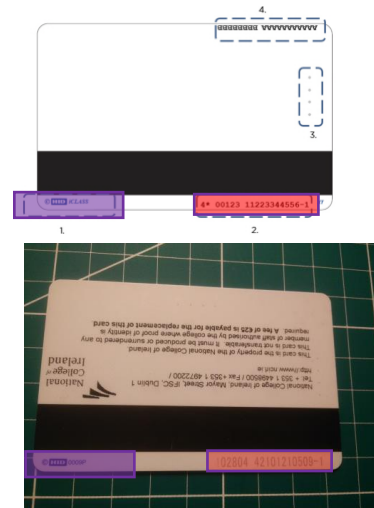 4.
3.
© HID iCLASS
4* 00123 11223344556-1
1.
2.
National
College of
Ireland
National College of Ireland, Mayor Street, IFSC, Dublin 1
Tel + 353 1 4498500 / Fax +353 1 4972200 /
http://www.ncirl.ie
This card is the property of the National College of Ireland.
This card is not transferable. It must be produced or surrendered to any
member of staff authorised by the college where proof of identity is
required. A fee of €25 is payable for the replacement of this card
© HID
42101210309-1